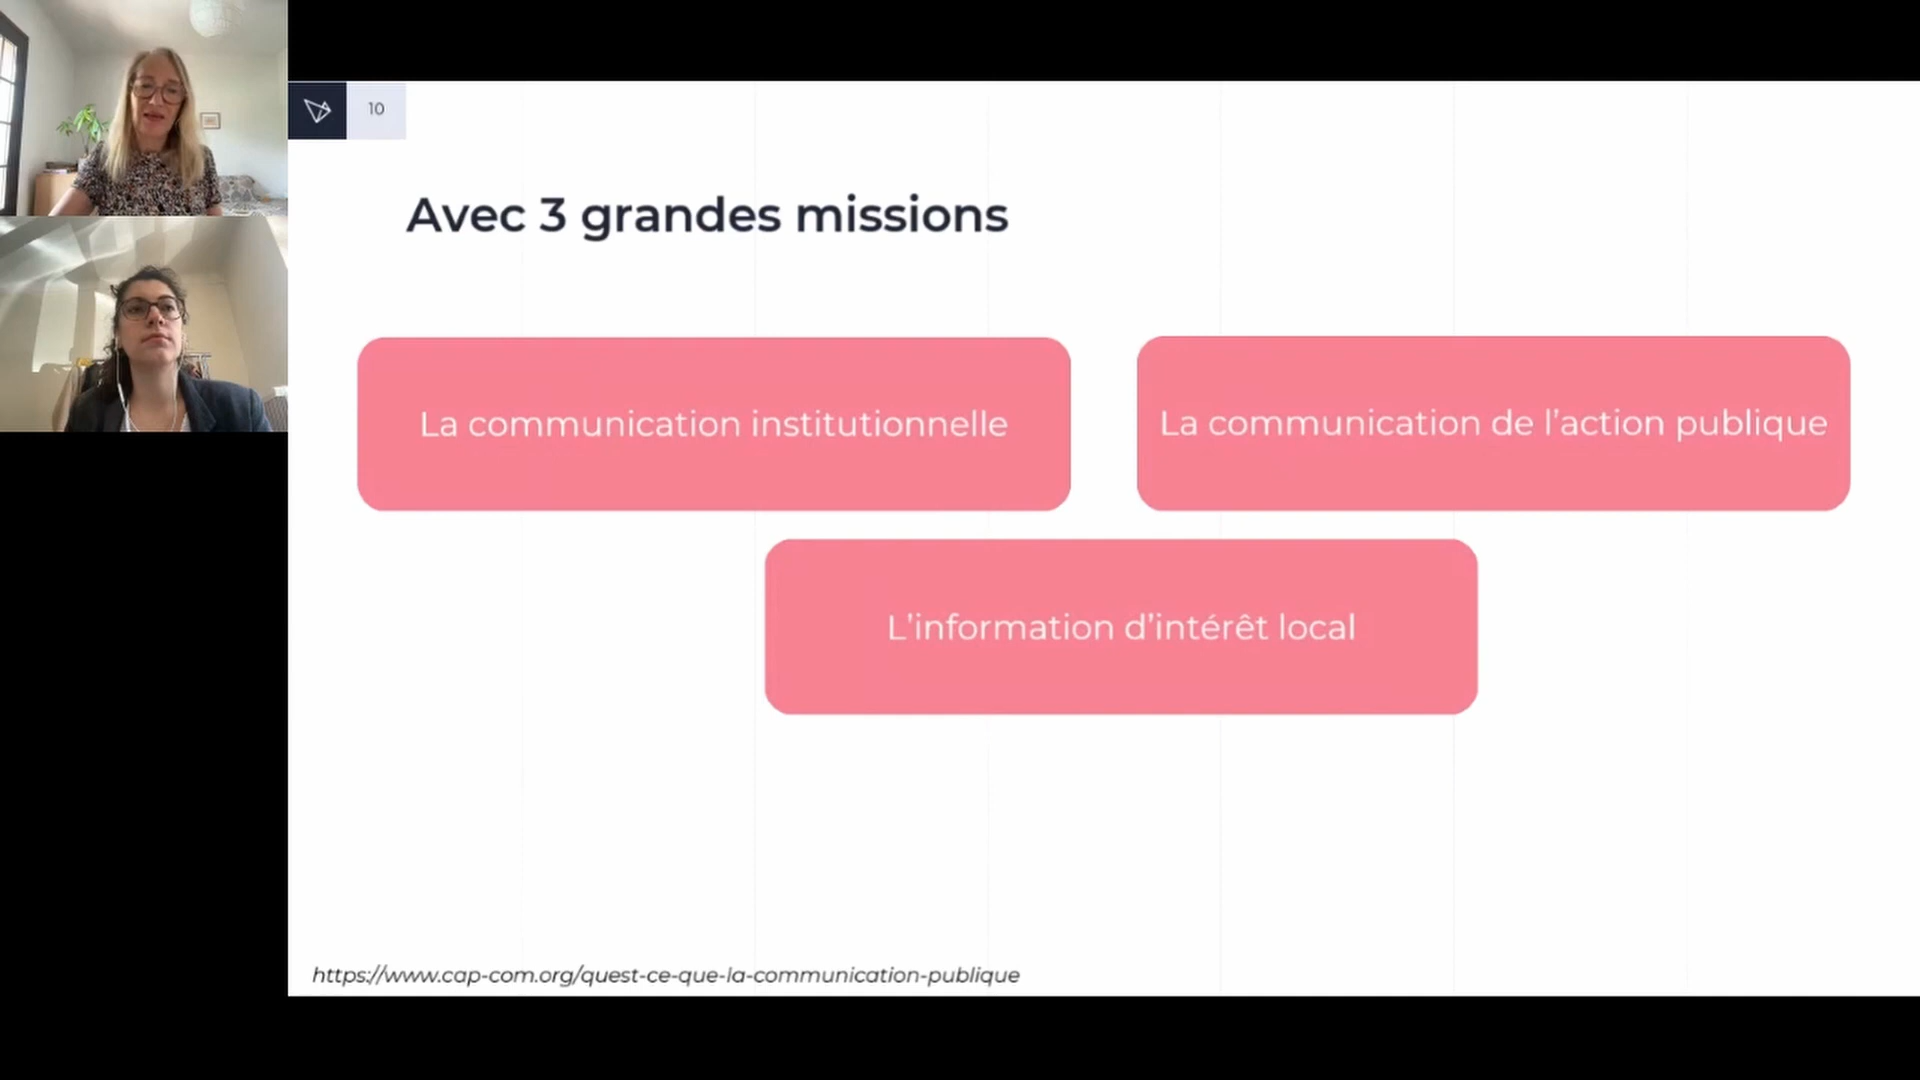 10
Avec 3 grandes missions
La communication institutionnelle
La communication de l’action publique
L’information d’intérêt local
https://www.cap-com.org/quest-ce-que-la-communication-publique